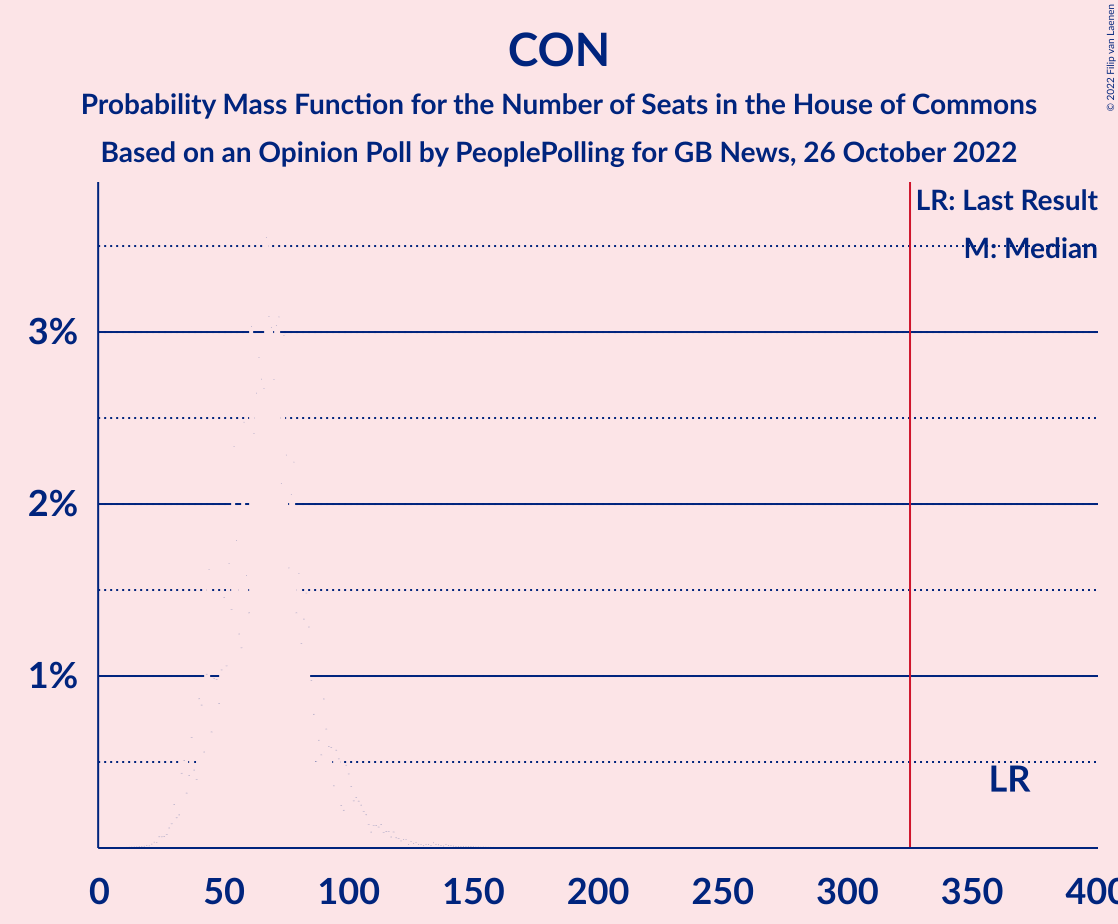 CON
Probability Mass Function for the Number of Seats in the House of Commons
Based on an Opinion Poll by PeoplePolling for GB News, 26 October 2022
© 2022 Filip van Laenen
LR: Last Result
M: Median
3%
2%
1%
LR
0 50 100 150 200 250 300 350 400